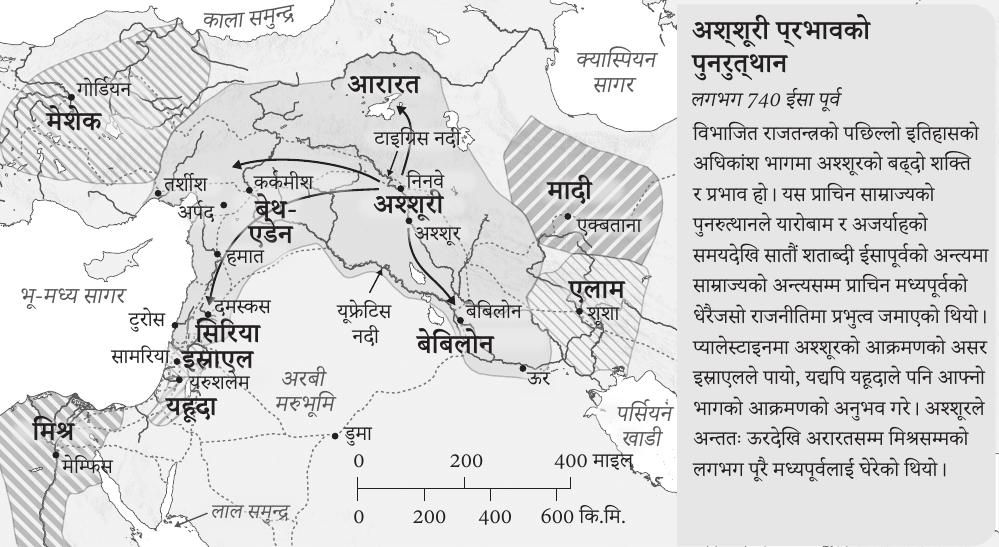 काला समुन्द्र
क्यास्पियन
सागर
गोर्डियन
मेशेक
आरारत
टाइग्रिस नदी
तर्शीश
कर्कमीश
अर्पद
बेथ-
एडेन
निनवे
अश्शूरी
अश्शूर
मादी
एक्बताना
हमात
भू-मध्य सागर
यूफ्रेटिस
नदी
बेबिलोन
बेबिलोन
एलाम
शूशा
दमस्कस
टुरोस
सिरिया
सामरिया
इस्राएल
यरुशलेम
यहूदा
ऊर
अरबी
मरुभूमि
पर्सियन
खाडी
मिश्र
मेम्फिस
डुमा
लाल समुन्द्र
0 200 400 माइल
0 200 400 600 कि.मि.
अश्शूरी प्रभावको
पुनरुत्थान
लगभग 740 ईसा पूर्व
विभाजित राजतन्त्रको पछिल्लो इतिहासको
अधिकांश भागमा अश्शूरको बढ्दो शक्ति
र प्रभाव हो। यस प्राचिन साम्राज्यको
पुनरुत्थानले यारोबाम र अजर्याहको
समयदेखि सातौं शताब्दी ईसापूर्वको अन्त्यमा
साम्राज्यको अन्त्यसम्म प्राचिन मध्यपूर्वको
धेरैजसो राजनीतिमा प्रभुत्व जमाएको थियो।
प्यालेस्टाइनमा अश्शूरको आक्रमणको असर
इस्राएलले पायो, यद्यपि यहूदाले पनि आफ्नो
भागको आक्रमणको अनुभव गरे। अश्शूरले
अन्ततः ऊरदेखि अरारतसम्म मिश्रसम्मको
लगभग पूरै मध्यपूर्वलाई घेरेको थियो।